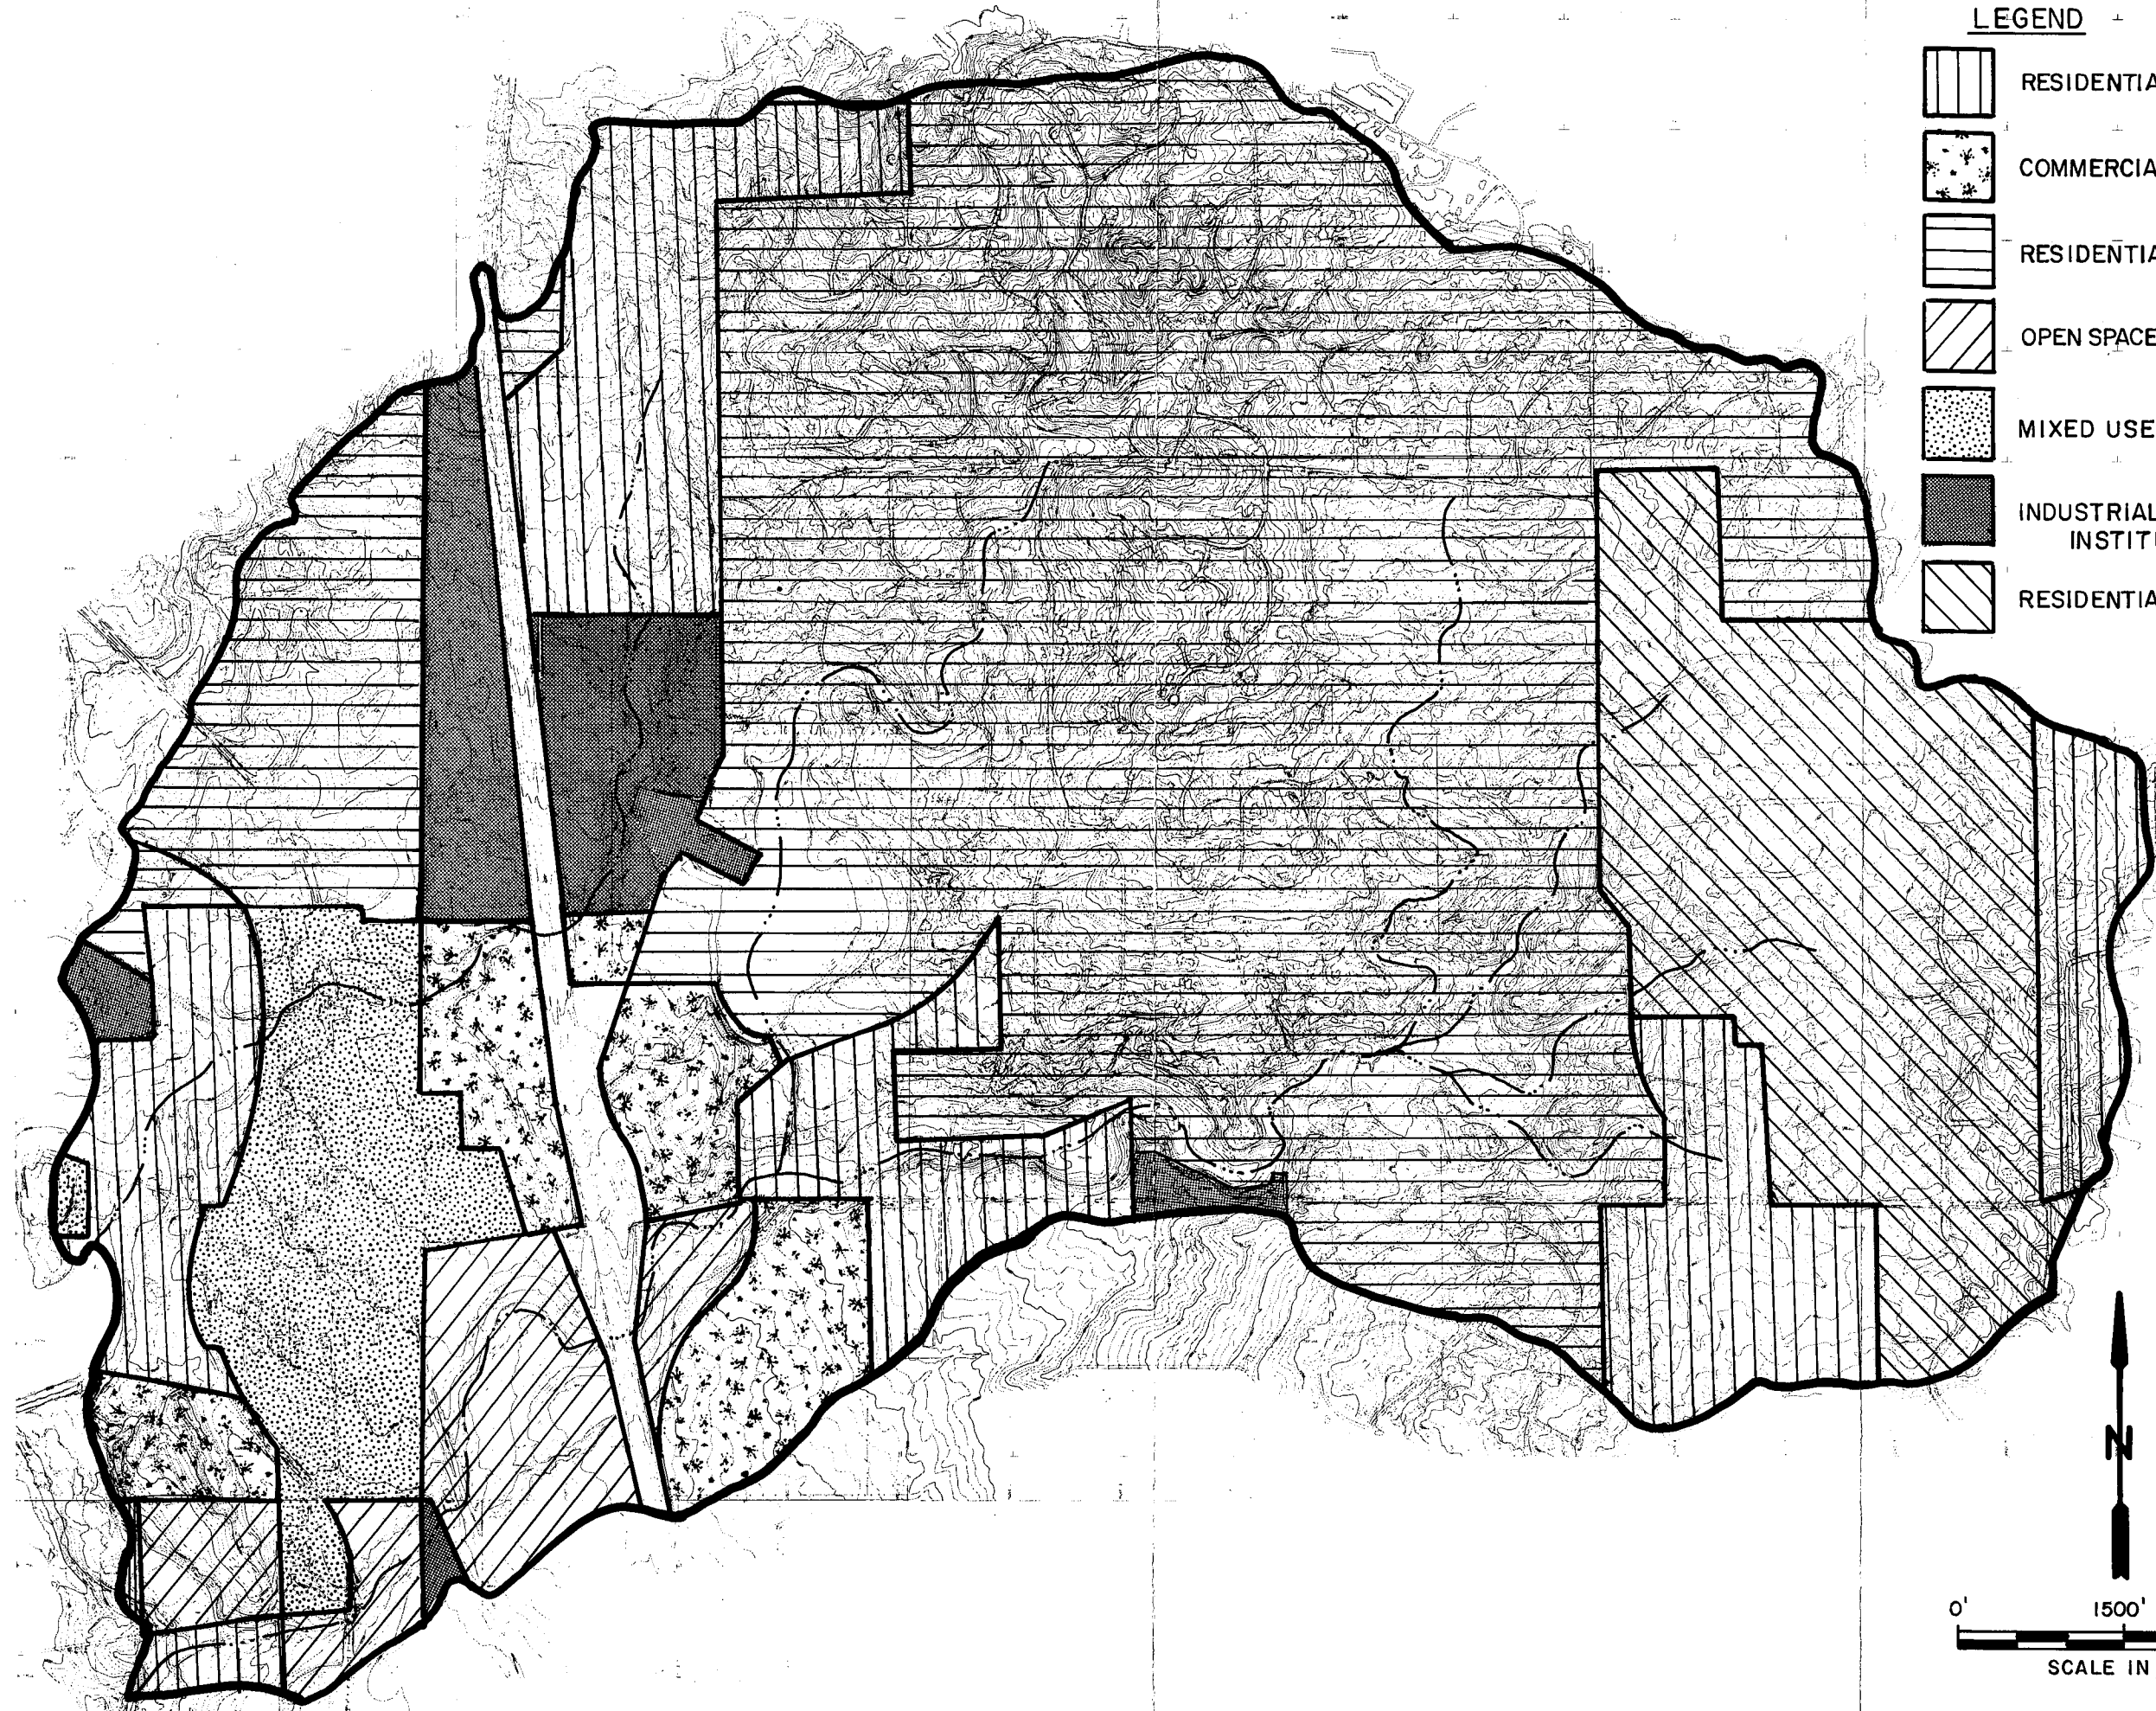 LEGEND
RESIDENTIA
COMMERCIA
RESIDENTIA
OPEN SPACE
MIXED USE
INDUSTRIAL
INSTIT
RESIDENTIA
N
0' 1500'
SCALE IN